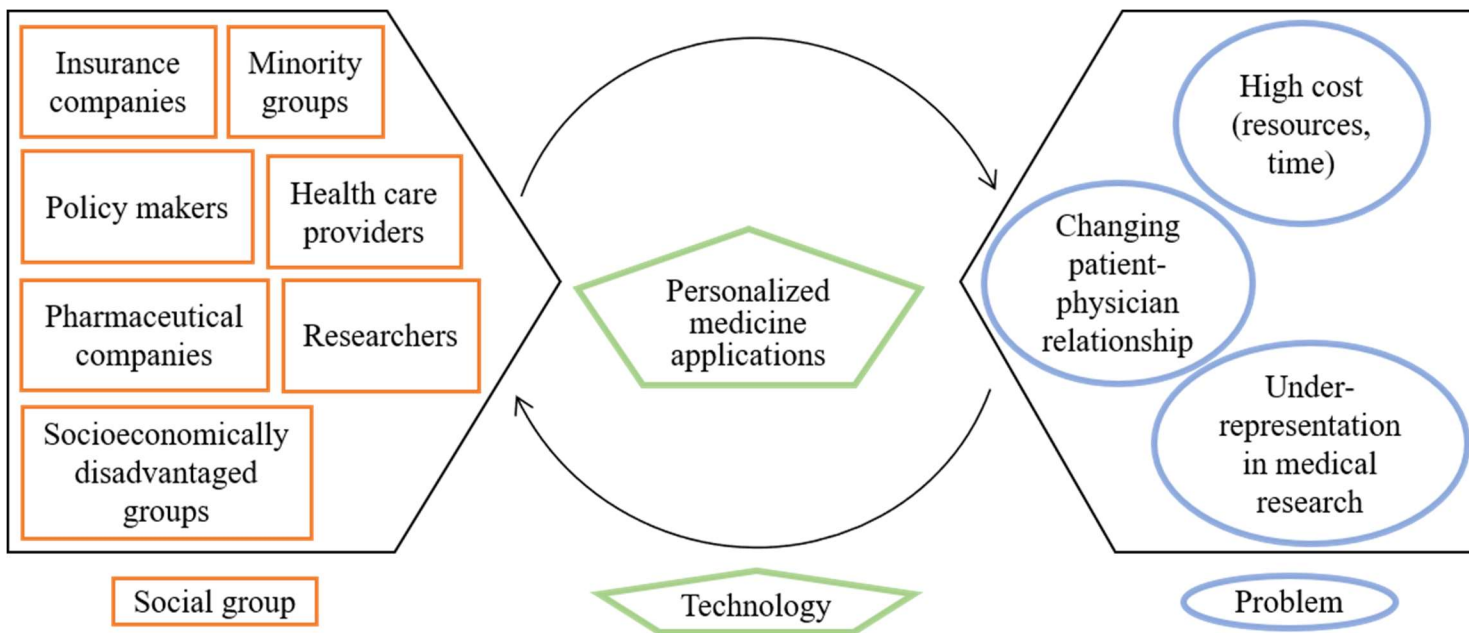 Insurance
companies
Minority
groups
Policy makers
Health care
providers
Pharmaceutical
companies
Researchers
Socioeconomically
disadvantaged
groups
Personalized
medicine
applications
High cost
(resources,
time)
Changing
patient-
physician
relationship
Under-
representation
in medical
research
Social group
Technology
Problem